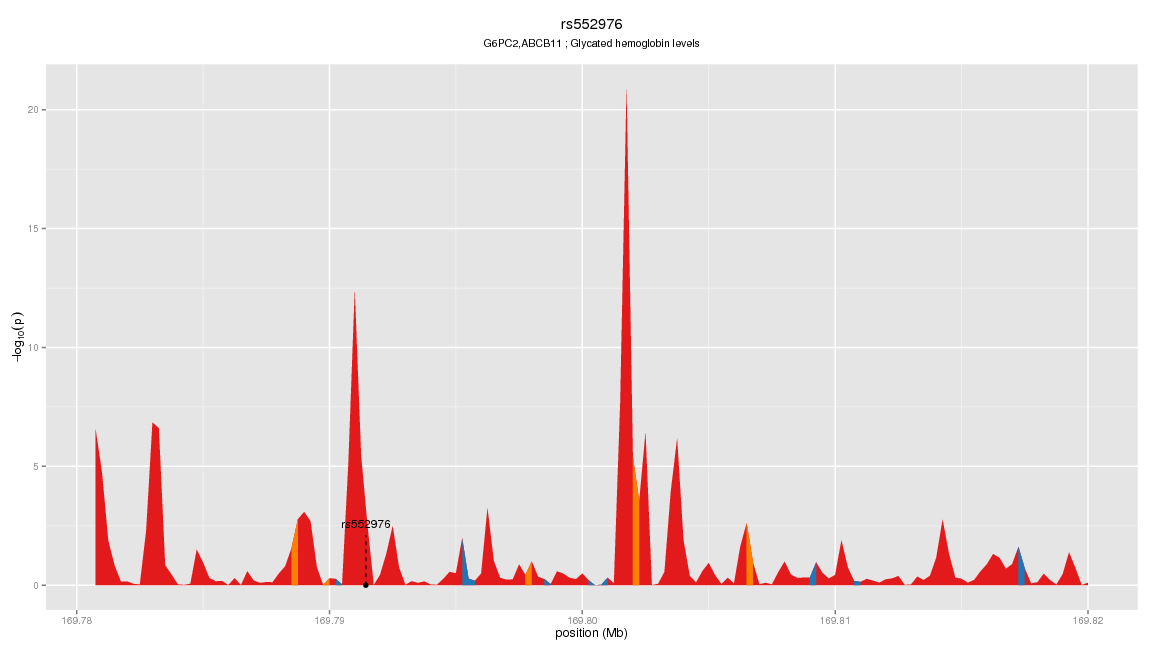 rs552976
G6PC2,ABCB11 ; Glycated hemoglobin levels
20
15
10
5
0
−log10(p)
rs552976
169.78
169.79
169.80
169.81
169.82
position (Mb)